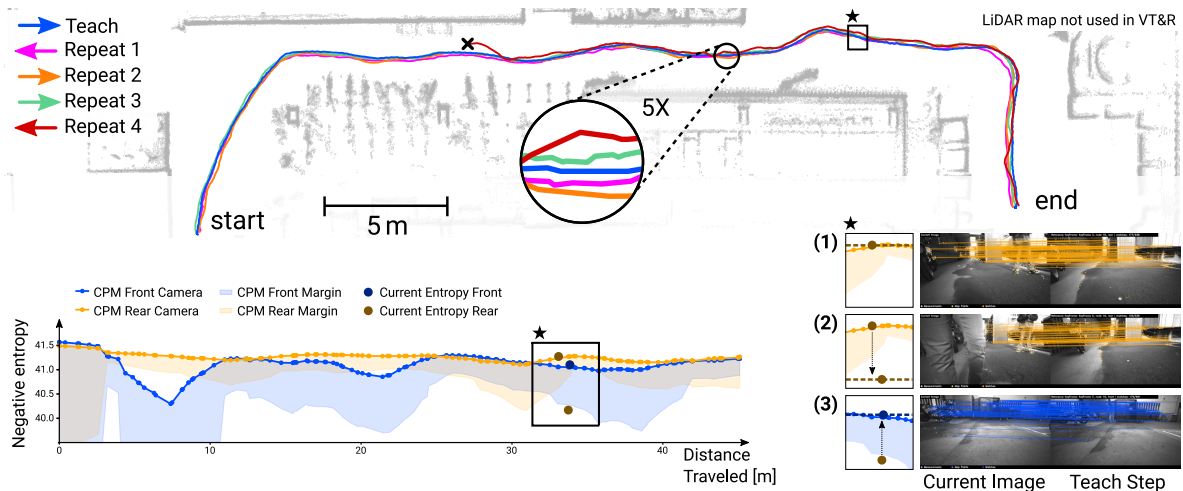 Teach
Repeat 1
Repeat 2
Repeat 3
Repeat 4
LiDAR map not used in VT&R
5X
start
5 m
end
CPM Front Camera
CPM Front Margin
Current Entropy Front
CPM Rear Camera
CPM Rear Margin
Current Entropy Rear
Negative entropy
41.5
41.0
40.5
40.0
0
10
20
30
40
Distance
Traveled [m]
(1)
(2)
(3)
Current Image
Teach Step